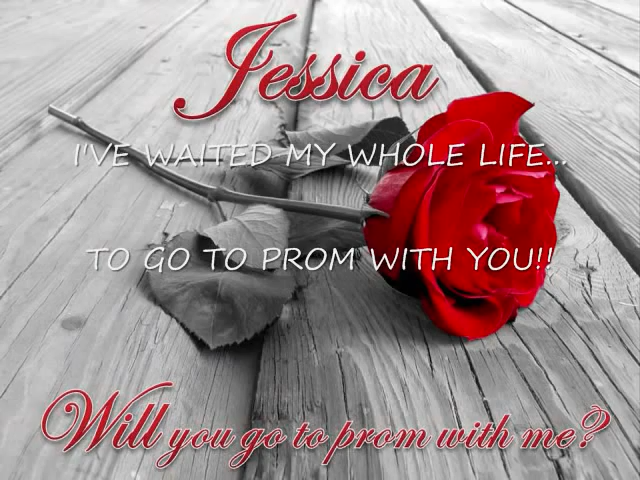 Jessica
I'VE WAITED MY WHOLE LIFE...
TO GO TO PROM WITH YOU!!
Will you go to prom with me?